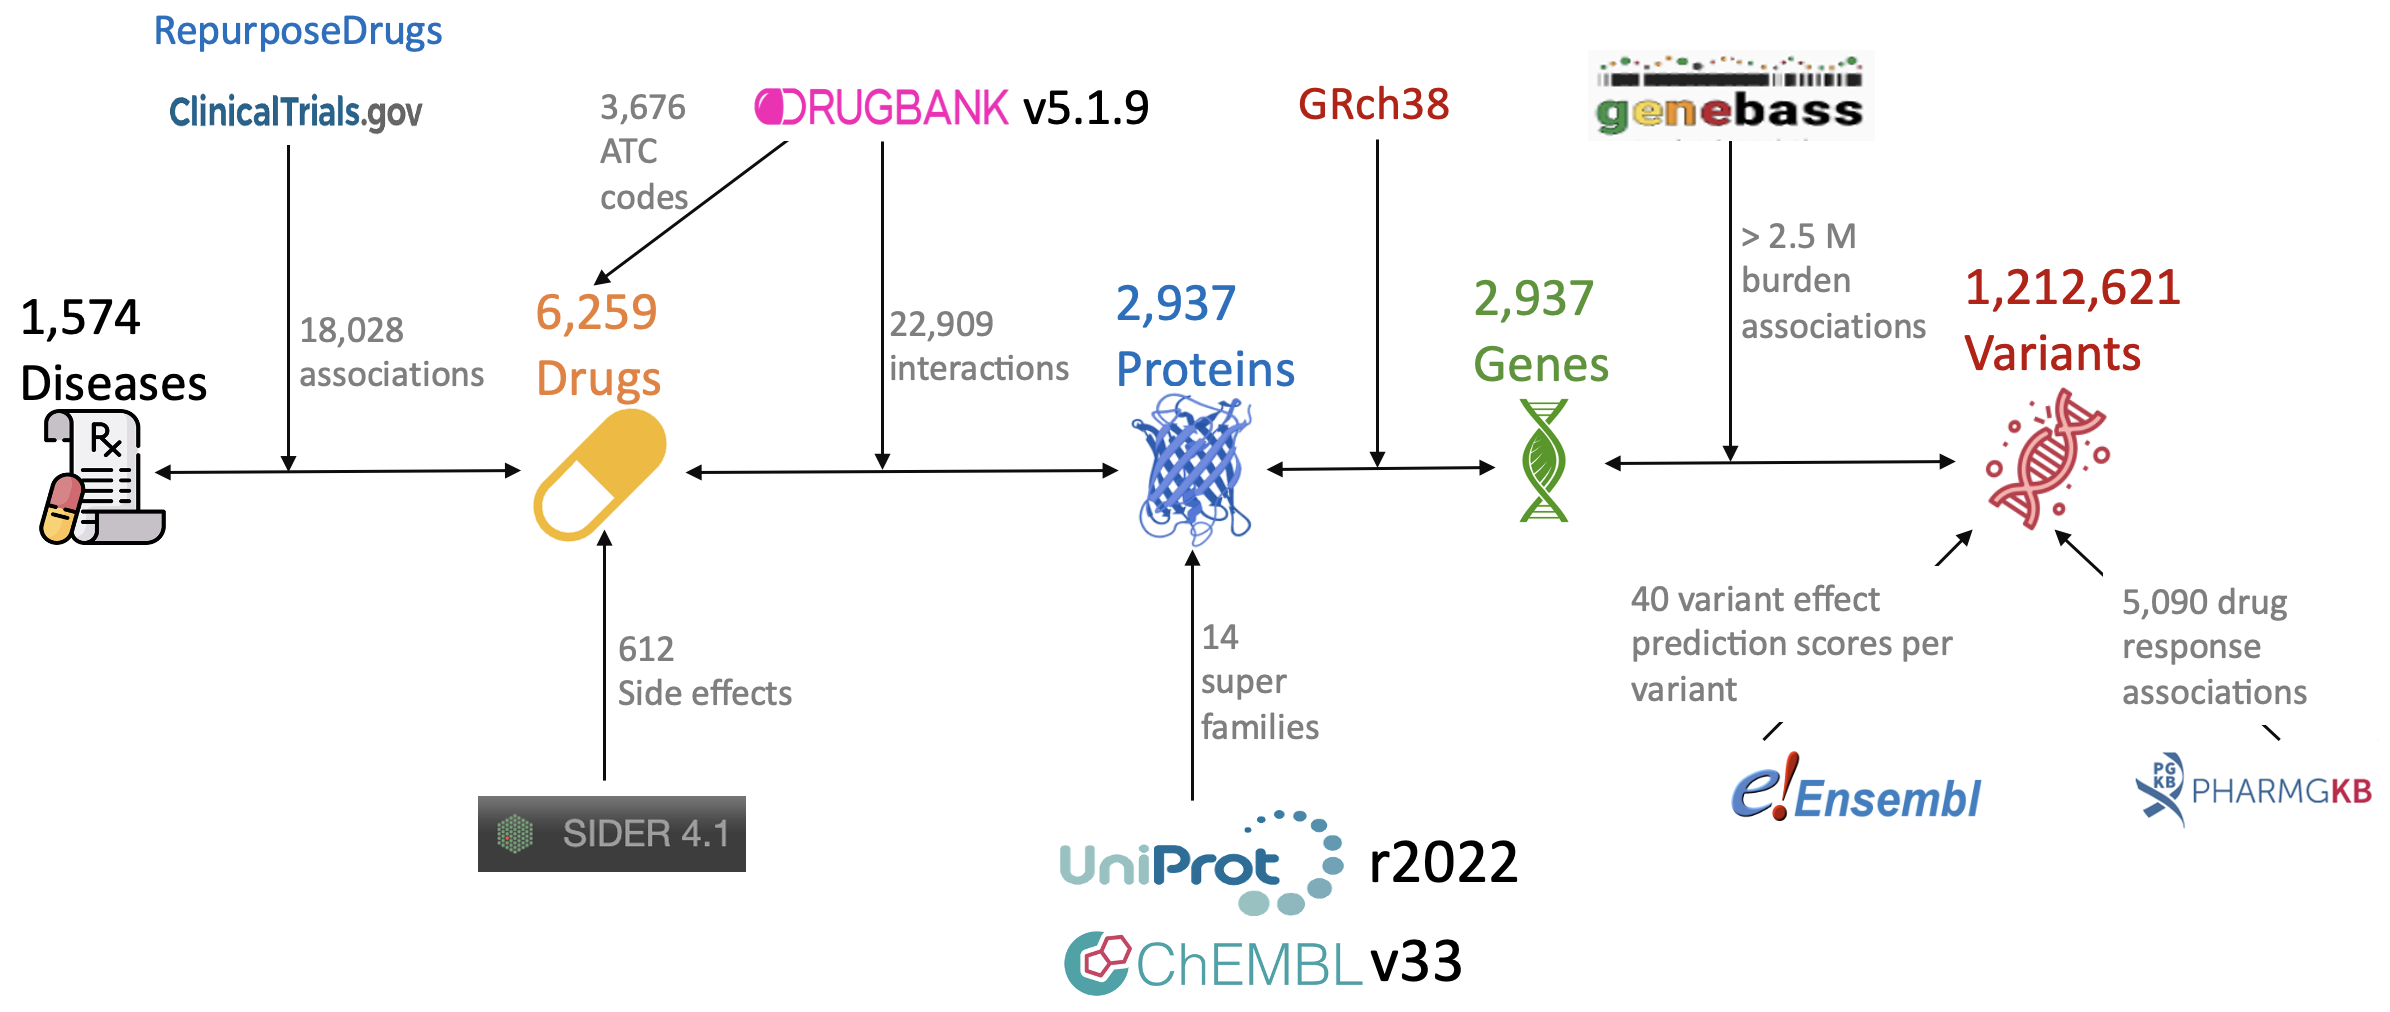 RepurposeDrugs
ClinicalTrials.gov
3,676
ATC
codes
DRUGBANK v5.1.9
GRch38
genebass
1,574
Diseases
18,028
associations
6,259
Drugs
22,909
interactions
2,937
Proteins
2,937
Genes
> 2.5 M
burden
associations
1,212,621
Variants
Rx
612
Side effects
SIDER 4.1
14
super
families
UniProt r2022
ChEMBL v33
40 variant effect
prediction scores per
variant
e!Ensembl
5,090 drug
response
associations
PG
KB
PHARMGKB